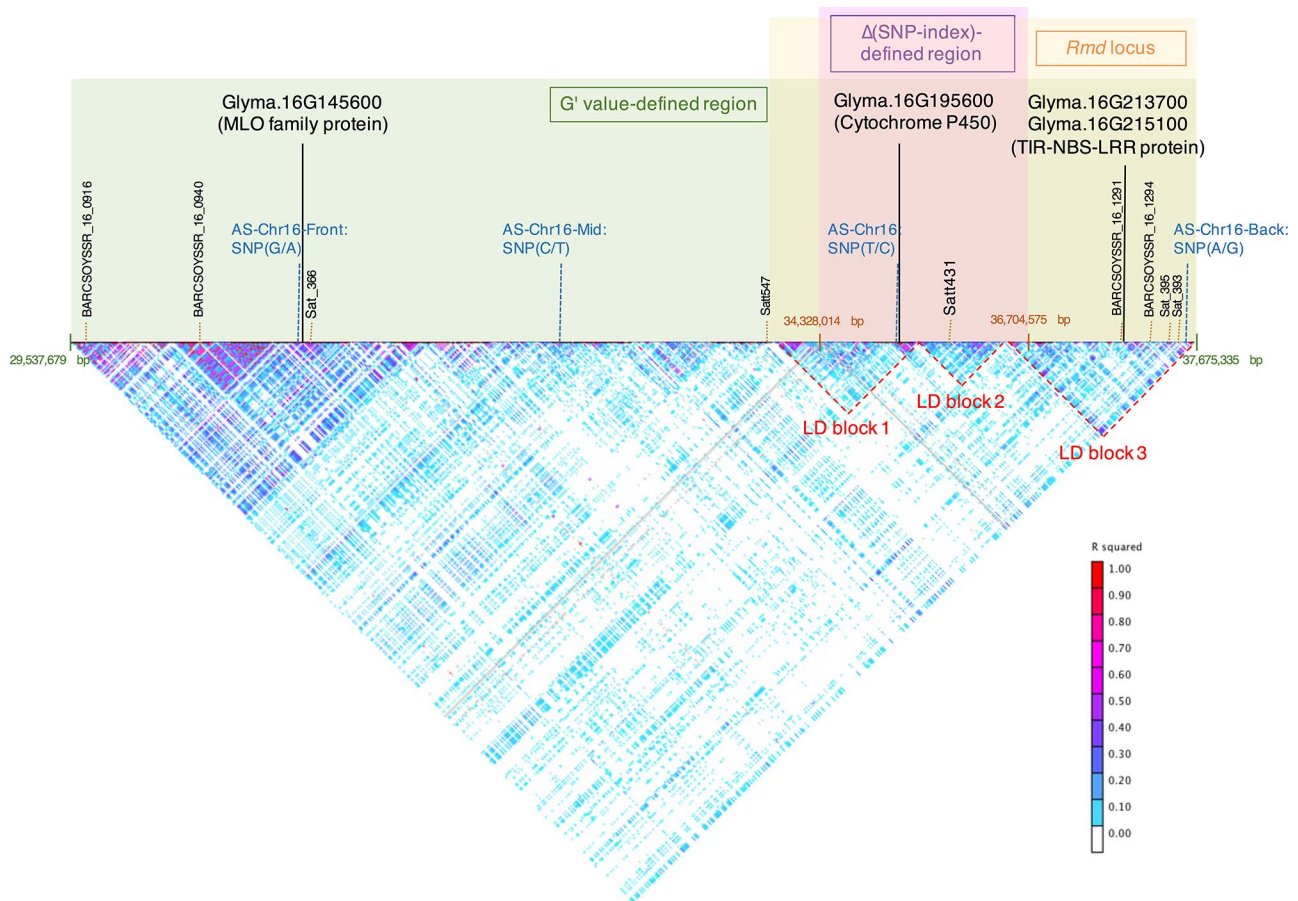 Δ(SNP-index)-
defined region
Rmd locus
G' value-defined region
Glyma.16G145600
(MLO family protein)
Glyma.16G195600
(Cytochrome P450)
Glyma.16G213700
Glyma.16G215100
(TIR-NBS-LRR protein)
BARCSOYSSR_16_0916
BARCSOYSSR_16_0940
AS-Chr16-Front:
SNP(G/A)
Sat_366
AS-Chr16-Mid:
SNP(C/T)
Satt547
AS-Chr16:
SNP(T/C)
Satt431
BARCSOYSSR_16_1291
BARCSOYSSR_16_1294
Sat_395
Sat_393
AS-Chr16-Back:
SNP(A/G)
34,328,014 bp
36,704,575 bp
29,537,679 bp
37,675,335 bp
LD block 1
LD block 2
LD block 3
R squared
1.00
0.90
0.80
0.70
0.60
0.50
0.40
0.30
0.20
0.10
0.00